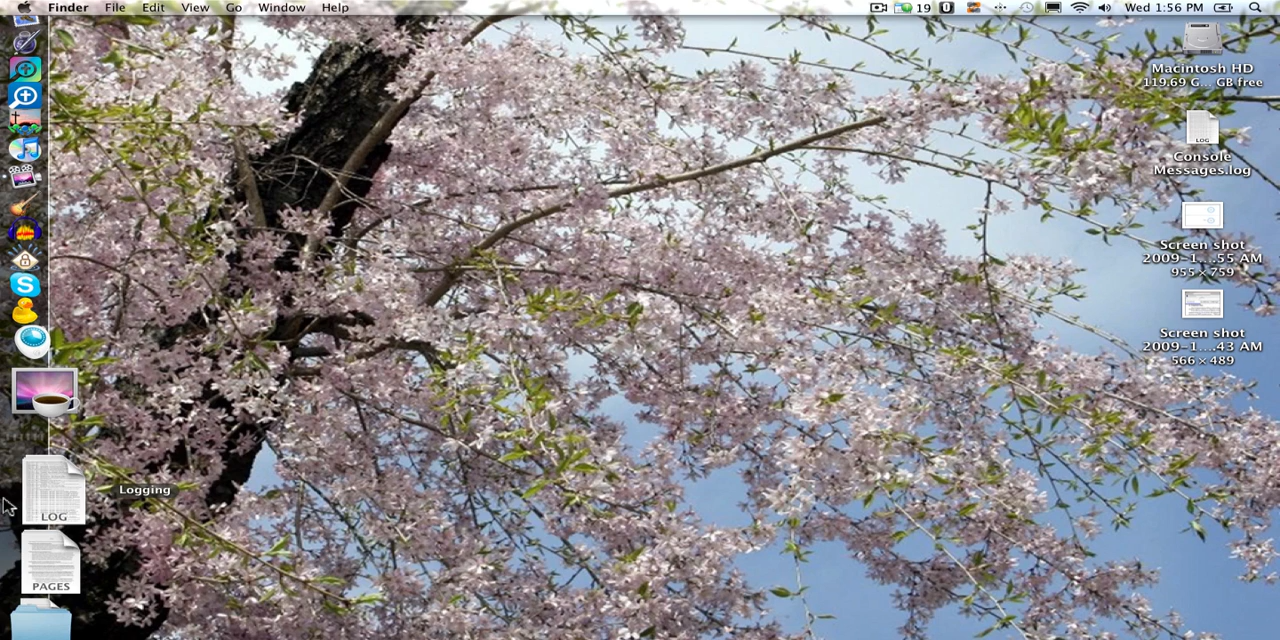 Finder File Edit View Go Window Help
19 Wed 1:56 PM
Macintosh HD
119.69 G... GB free
LOG
Console
Messages.log
Screen shot
2009-1....55 AM
955×759
Screen shot
2009-1....43 AM
566×489
S
Logging
LOG
PAGES